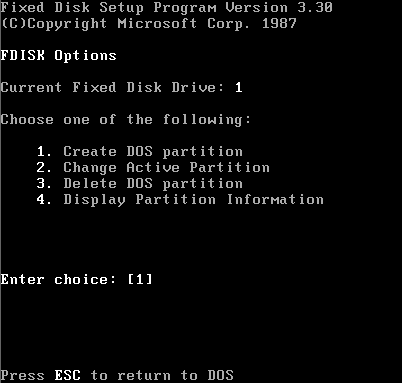 Fixed Disk Setup Program Version 3.30
(C)Copyright Microsoft Corp. 1987
FDISK Options
Current Fixed Disk Drive: 1
Choose one of the following:
1. Create DOS partition
2. Change Active Partition
3. Delete DOS partition
4. Display Partition Information
Enter choice: [1]
Press ESC to return to DOS